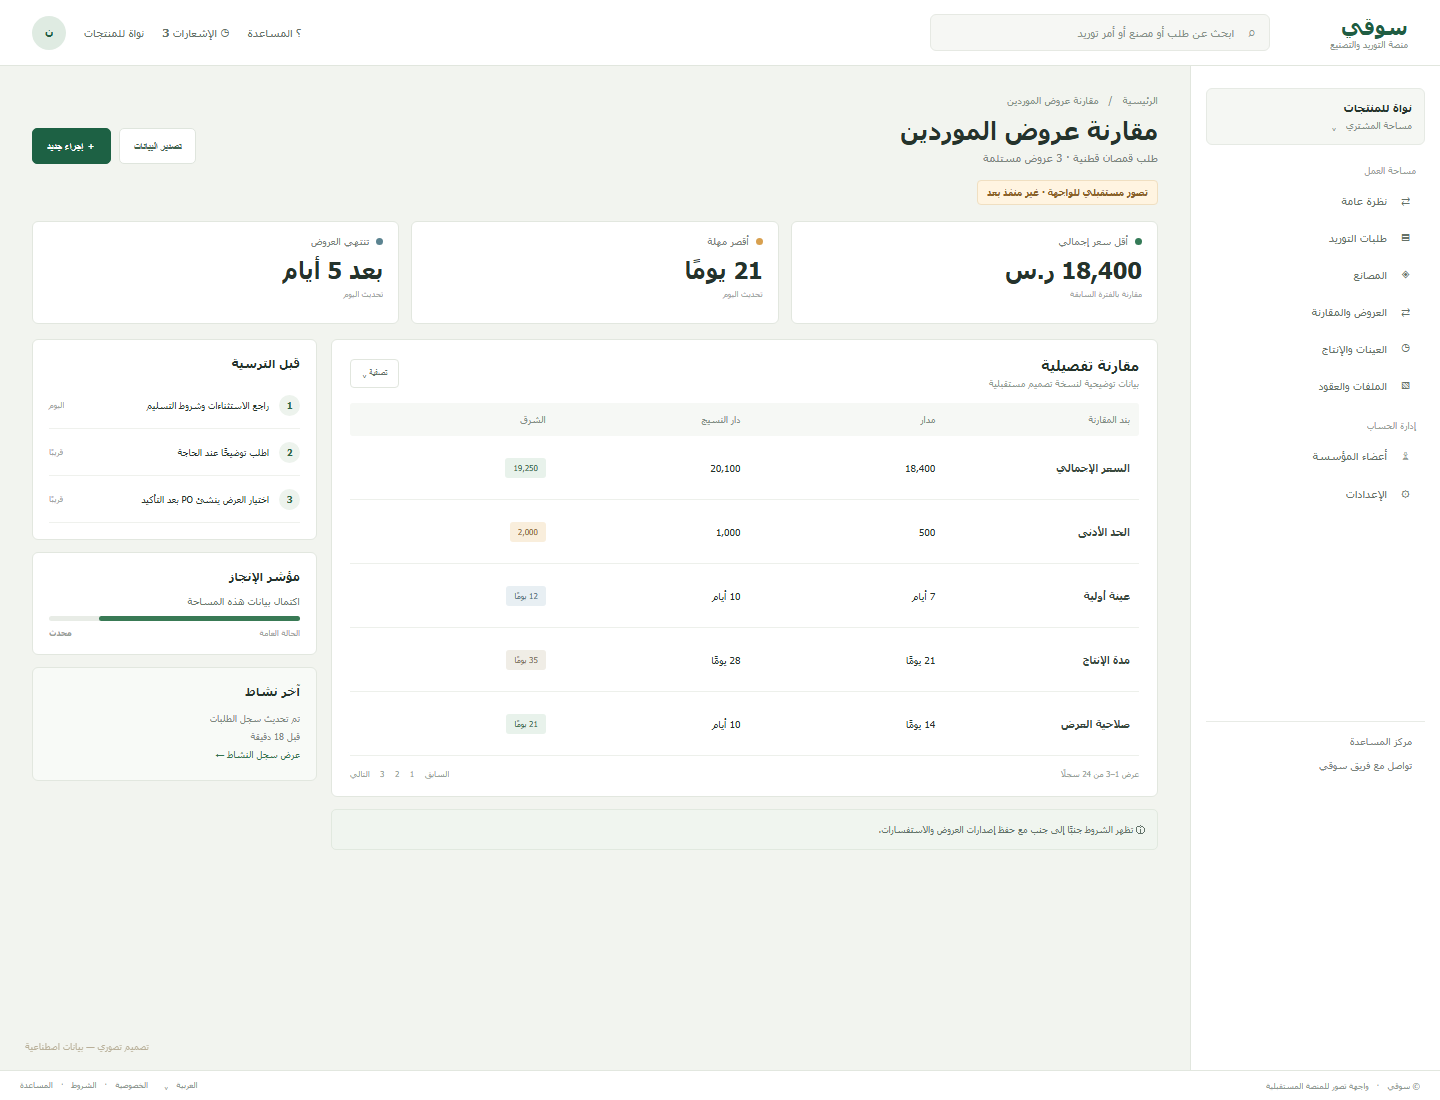 سوقي
منصة التوريد والتصنيع
ابحث عن طلب أو مصنع أو أمر توريد
؟ المساعدة
الإشعارات 3
نواة للمنتجات
ن
نواة للمنتجات
مساحة المشتري
مساحة العمل
نظرة عامة
طلبات التوريد
المصانع
العروض والمقارنة
العينات والإنتاج
الملفات والعقود
إدارة الحساب
أعضاء المؤسسة
الإعدادات
مركز المساعدة
تواصل مع فريق سوقي
الرئيسية / مقارنة عروض الموردين
مقارنة عروض الموردين
طلب قمصان قطنية · 3 عروض مستلمة
تصور مستقبلي للواجهة · غير منفذ بعد
تصدير البيانات
+ إجراء جديد
أقل سعر إجمالي
18,400 ر.س
مقارنة بالفترة السابقة
أقصر مهلة
21 يومًا
تحديث اليوم
تنتهي العروض
بعد 5 أيام
تحديث اليوم
مقارنة تفصيلية
بيانات توضيحية لنسخة تصميم مستقبلية
تصفية
بند المقارنة مدار دار النسيج الشرق
السعر الإجمالي 18,400 20,100 19,250
الحد الأدنى 500 1,000 2,000
عينة أولية 7 أيام 10 أيام 12 يومًا
مدة الإنتاج 21 يومًا 28 يومًا 35 يومًا
صلاحية العرض 14 يومًا 10 أيام 21 يومًا
عرض 1–3 من 24 سجلًا
السابق 1 2 3 التالي
تظهر الشروط جنبًا إلى جنب مع حفظ إصدارات العروض والاستفسارات.
قبل الترسية
1 راجع الاستثناءات وشروط التسليم اليوم
2 اطلب توضيحًا عند الحاجة قريبًا
3 اختيار العرض ينشئ PO بعد التأكيد قريبًا
مؤشر الإنجاز
اكتمال بيانات هذه المساحة
الحالة العامة محدث
آخر نشاط
تم تحديث سجل الطلبات
قبل 18 دقيقة
عرض سجل النشاط ←
تصميم تصوري — بيانات اصطناعية
© سوقي · واجهة تصور للمنصة المستقبلية
العربية الخصوصية · الشروط · المساعدة